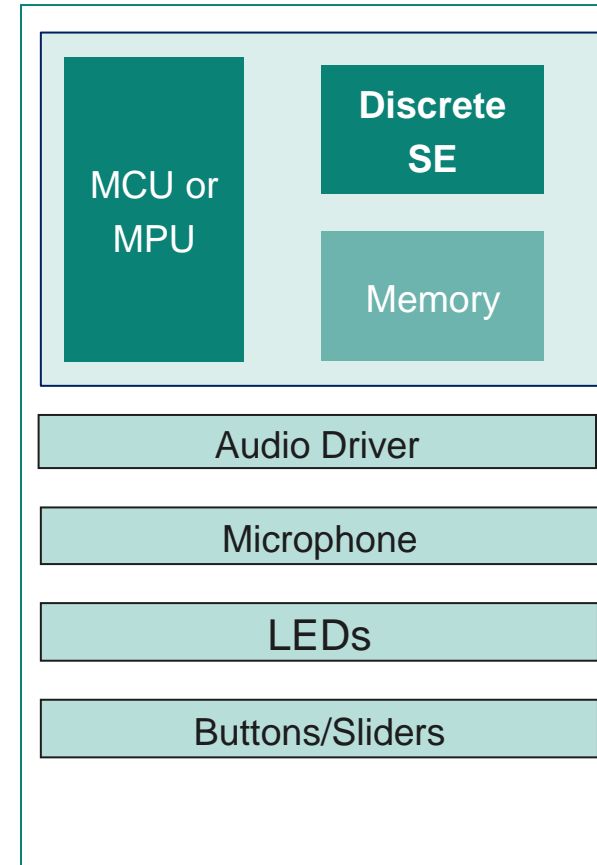 MCU or
MPU
Discrete
SE
Memory
Audio Driver
Microphone
LEDs
Buttons/Sliders